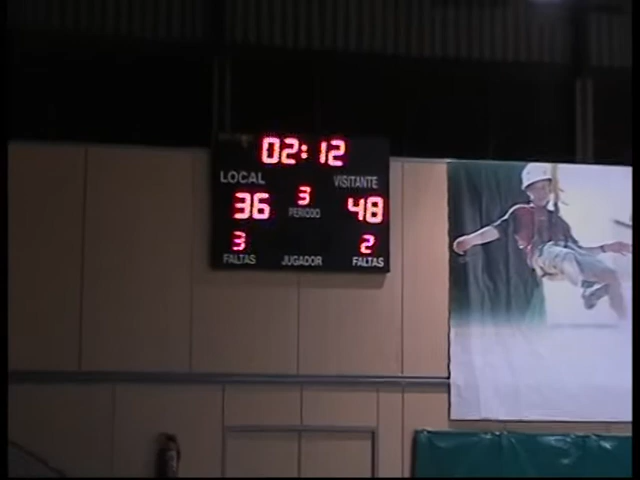 02:12
LOCAL 3 VISITANTE
36 PERIODO 48
3 2
FALTAS JUGADOR FALTAS